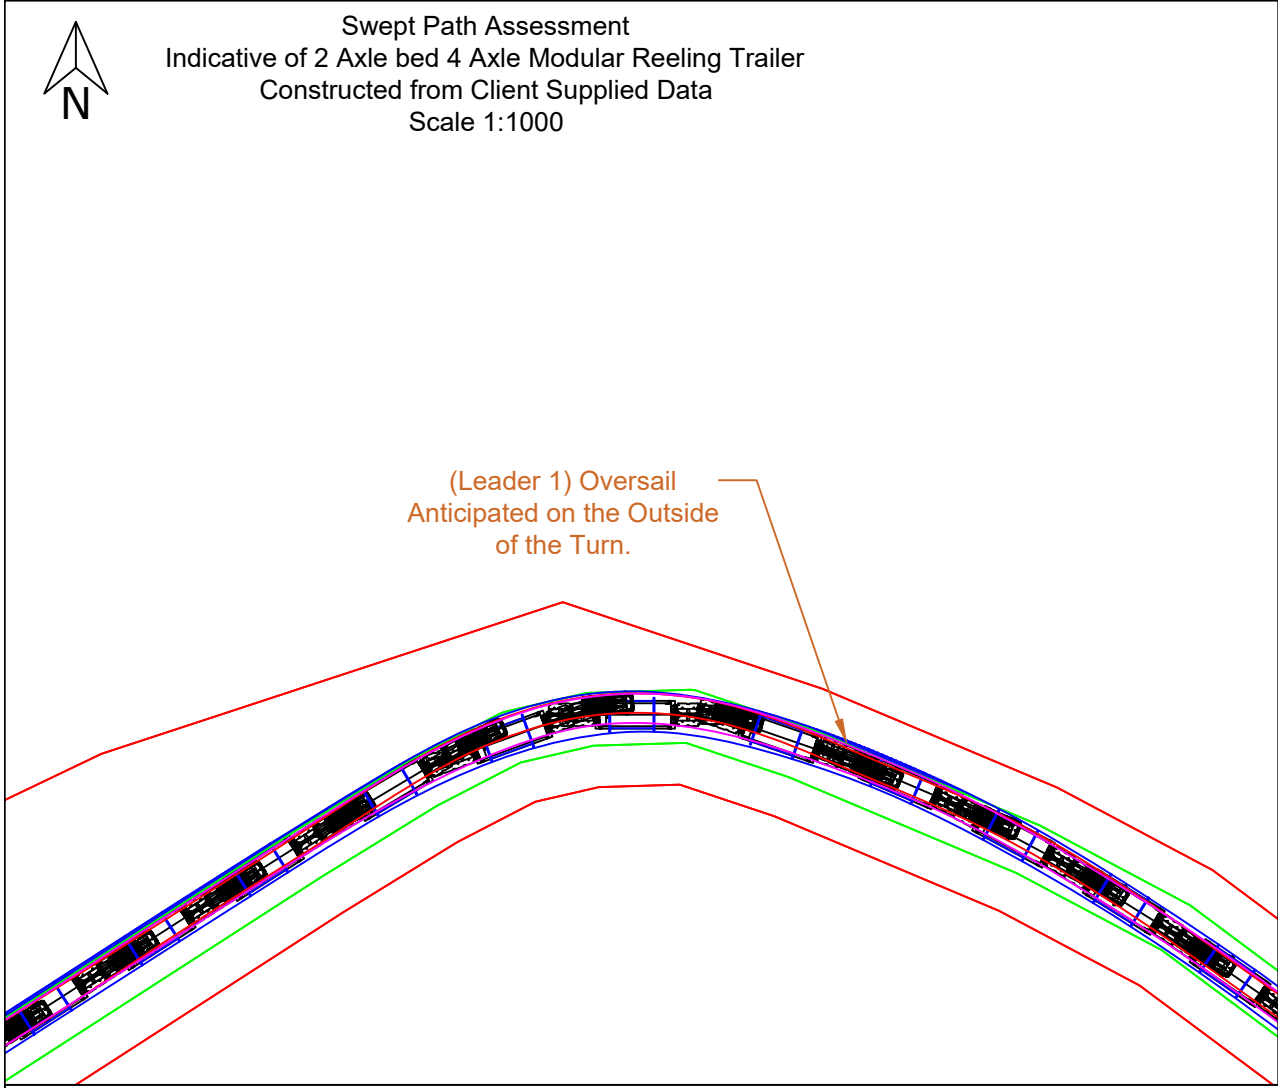 Swept Path Assessment
Indicative of 2 Axle bed 4 Axle Modular Reeling Trailer
Constructed from Client Supplied Data
Scale 1:1000
N
(Leader 1) Oversail
Anticipated on the Outside
of the Turn.